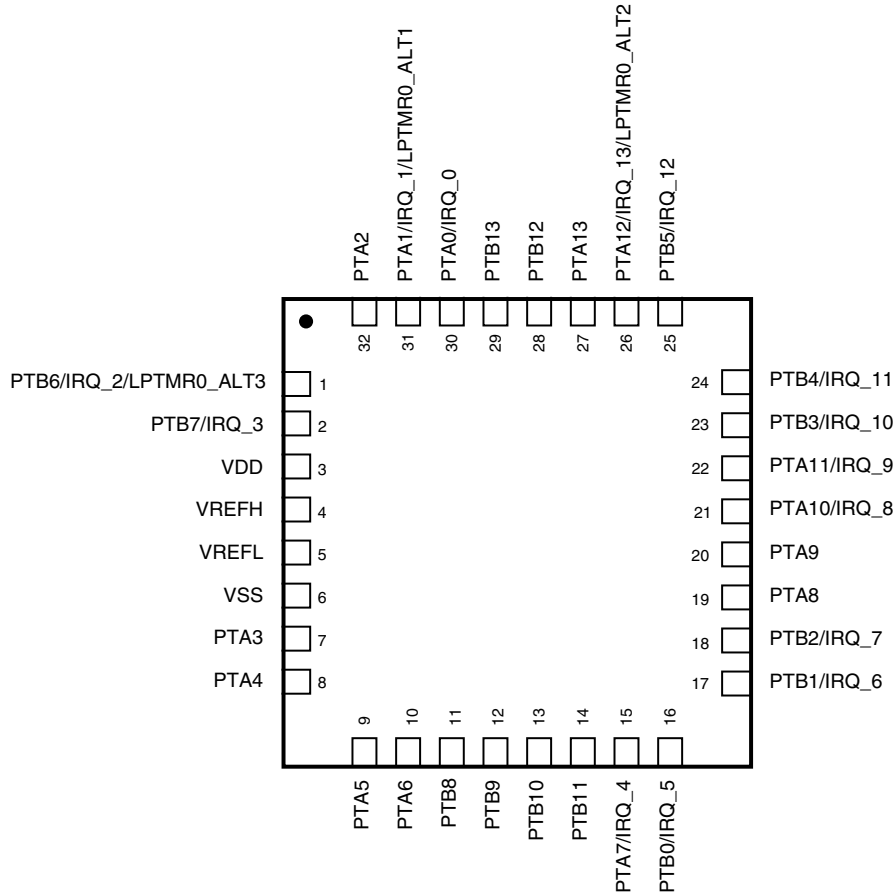 PTA2
PTA1/IRQ_1/LPTMR0_ALT1
PTA0/IRQ_0
PTB13
PTB12
PTA13
PTA12/IRQ_13/LPTMR0_ALT2
PTB5/IRQ_12
32
31
30
29
28
27
26
25
PTB6/IRQ_2/LPTMR0_ALT3
1
PTB7/IRQ_3
2
VDD
3
VREFH
4
VREFL
5
VSS
6
PTA3
7
PTA4
8
24
PTB4/IRQ_11
23
PTB3/IRQ_10
22
PTA11/IRQ_9
21
PTA10/IRQ_8
20
PTA9
19
PTA8
18
PTB2/IRQ_7
17
PTB1/IRQ_6
9
10
11
12
13
14
15
16
PTA5
PTA6
PTB8
PTB9
PTB10
PTB11
PTA7/IRQ_4
PTB0/IRQ_5